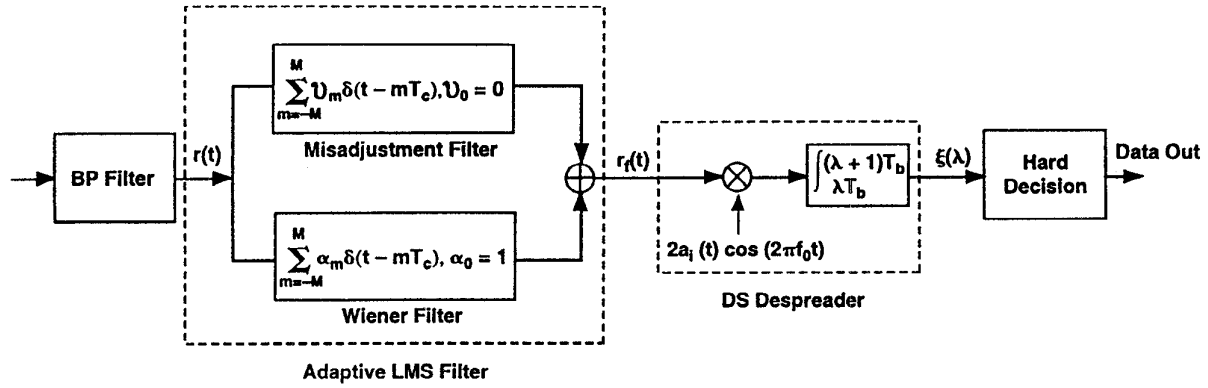 BP Filter
r(t)
M
∑ 𝒱ₘδ(t – mT꜀), 𝒱₀ = 0
m=–M
Misadjustment Filter
M
∑ αₘδ(t – mT꜀), α₀ = 1
m=–M
Wiener Filter
Adaptive LMS Filter
r_f(t)
2aᵢ (t) cos (2πf₀t)
∫ (λ + 1)T_b
λT_b
DS Despreader
ξ(λ)
Hard
Decision
Data Out